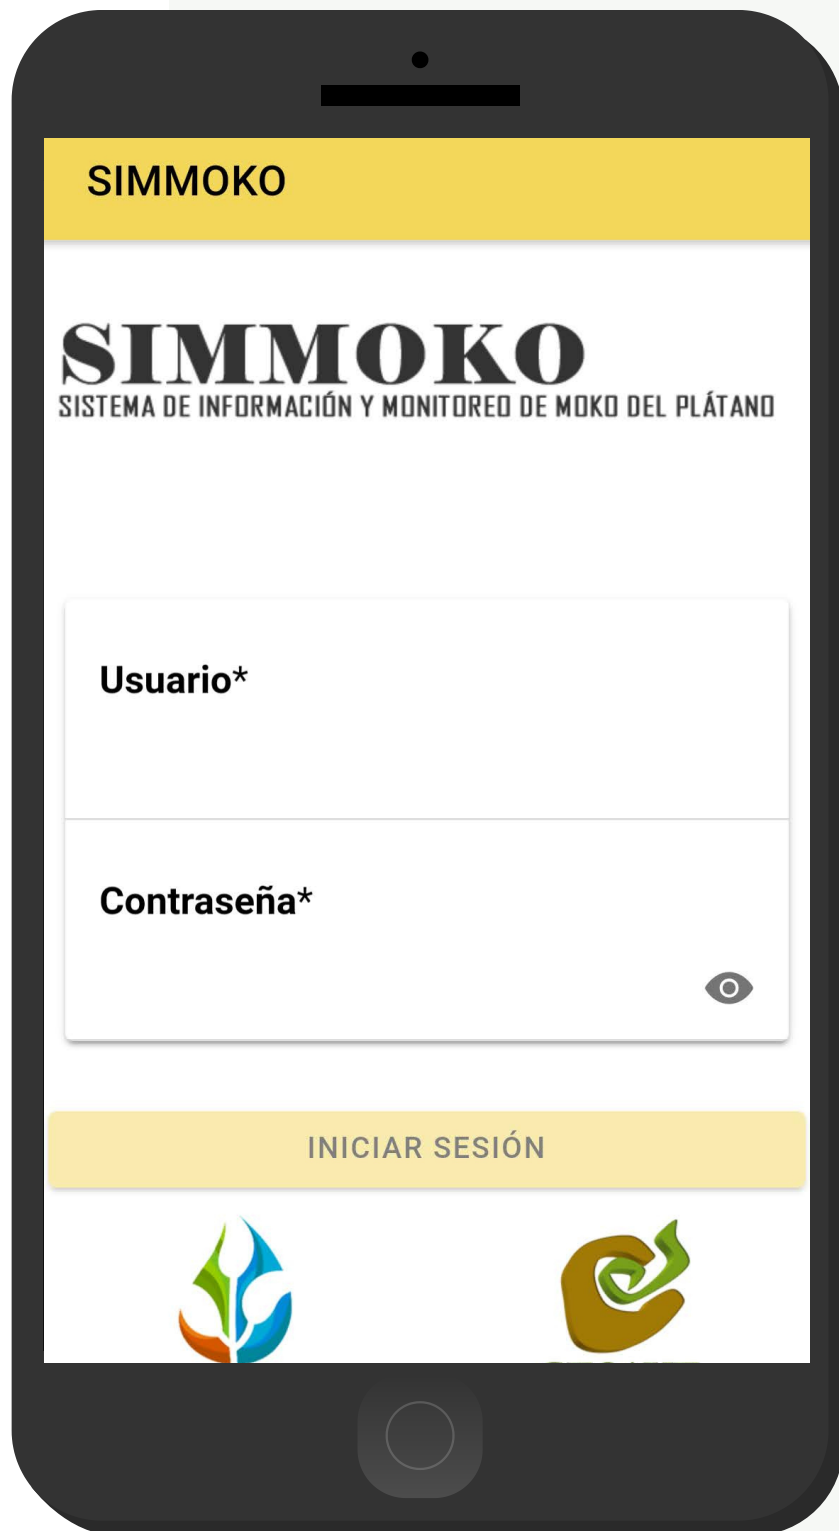 SIMMOKO
SIMMOKO
SISTEMA DE INFORMACIÓN Y MONITOREO DE MOKO DEL PLÁTANO
Usuario*
Contraseña*
INICIAR SESIÓN